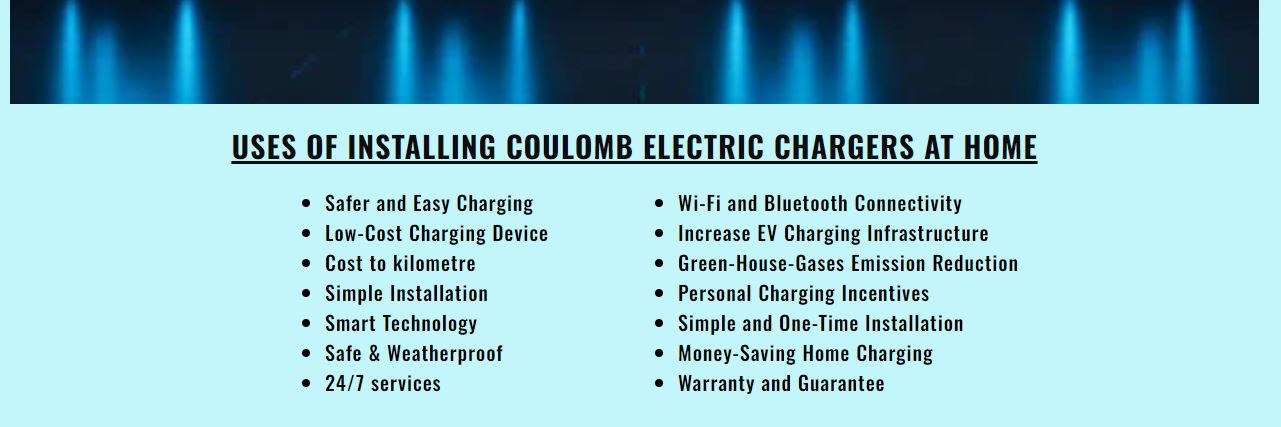 USES OF INSTALLING COULOMB ELECTRIC CHARGERS AT HOME
Safer and Easy Charging
Low-Cost Charging Device
Cost to kilometre
Simple Installation
Smart Technology
Safe & Weatherproof
24/7 services
Wi-Fi and Bluetooth Connectivity
Increase EV Charging Infrastructure
Green-House-Gases Emission Reduction
Personal Charging Incentives
Simple and One-Time Installation
Money-Saving Home Charging
Warranty and Guarantee